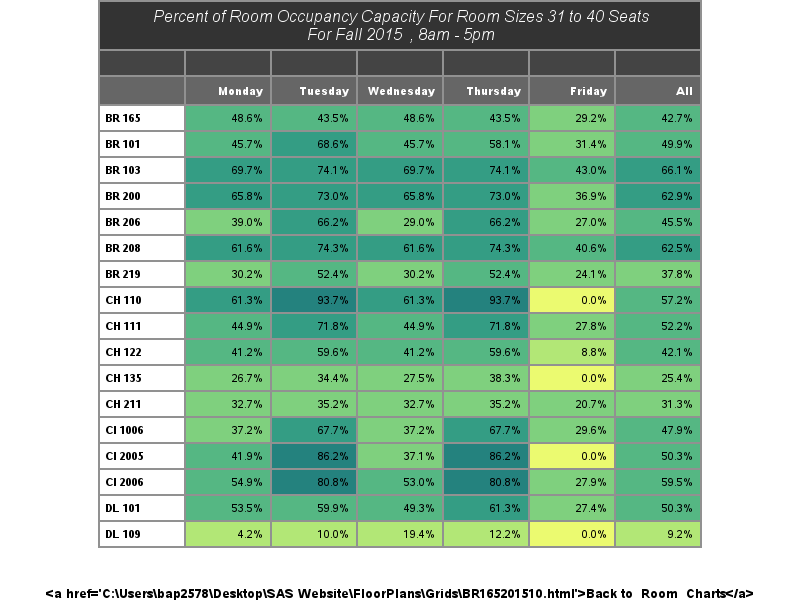 Percent of Room Occupancy Capacity For Room Sizes 31 to 40 Seats
For Fall 2015 , 8am - 5pm
Monday Tuesday Wednesday Thursday Friday All
BR 165 48.6% 43.5% 48.6% 43.5% 29.2% 42.7%
BR 101 45.7% 68.6% 45.7% 58.1% 31.4% 49.9%
BR 103 69.7% 74.1% 69.7% 74.1% 43.0% 66.1%
BR 200 65.8% 73.0% 65.8% 73.0% 36.9% 62.9%
BR 206 39.0% 66.2% 29.0% 66.2% 27.0% 45.5%
BR 208 61.6% 74.3% 61.6% 74.3% 40.6% 62.5%
BR 219 30.2% 52.4% 30.2% 52.4% 24.1% 37.8%
CH 110 61.3% 93.7% 61.3% 93.7% 0.0% 57.2%
CH 111 44.9% 71.8% 44.9% 71.8% 27.8% 52.2%
CH 122 41.2% 59.6% 41.2% 59.6% 8.8% 42.1%
CH 135 26.7% 34.4% 27.5% 38.3% 0.0% 25.4%
CH 211 32.7% 35.2% 32.7% 35.2% 20.7% 31.3%
CI 1006 37.2% 67.7% 37.2% 67.7% 29.6% 47.9%
CI 2005 41.9% 86.2% 37.1% 86.2% 0.0% 50.3%
CI 2006 54.9% 80.8% 53.0% 80.8% 27.9% 59.5%
DL 101 53.5% 59.9% 49.3% 61.3% 27.4% 50.3%
DL 109 4.2% 10.0% 19.4% 12.2% 0.0% 9.2%
<a href='C:\Users\bap2578\Desktop\SAS Website\FloorPlans\Grids\BR165201510.html'>Back to Room Charts</a>